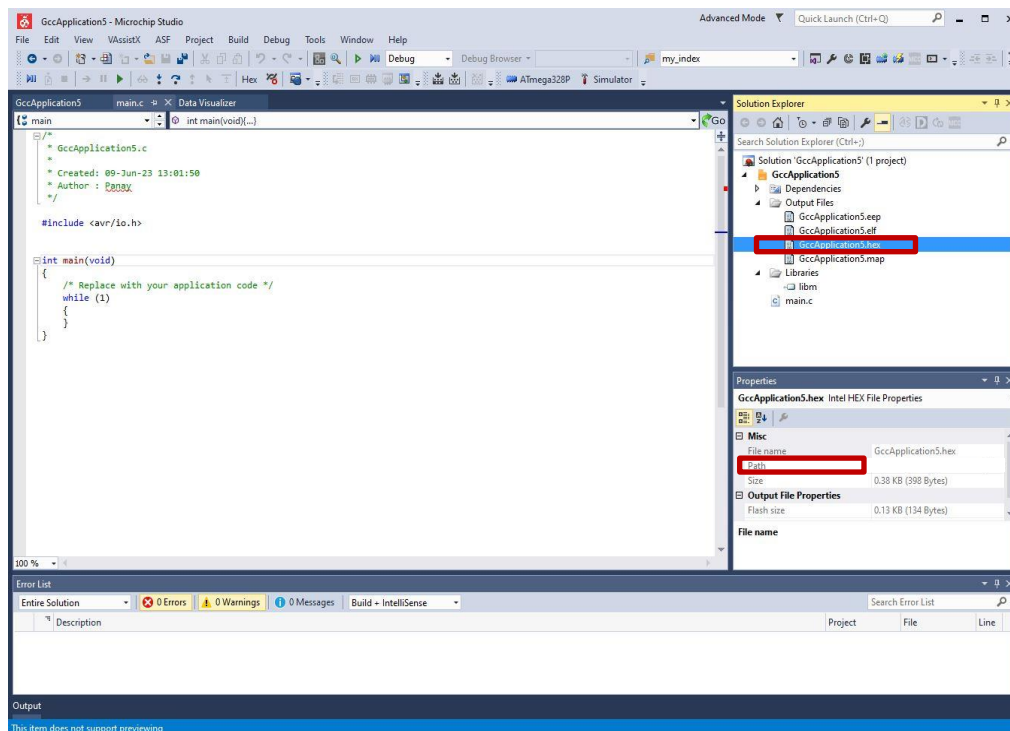 GccApplication5 - Microchip Studio
Advanced Mode
Quick Launch (Ctrl+Q)
File Edit View VAssistX ASF Project Build Debug Tools Window Help
Debug
Debug Browser
my_index
Hex
ATmega328P
Simulator
GccApplication5 main.c Data Visualizer
main
int main(void){...}
Go
/*
* GccApplication5.c
*
* Created: 09-Jun-23 13:01:50
* Author : Panay
*/
#include <avr/io.h>
int main(void)
{
/* Replace with your application code */
while (1)
{
}
}
100 %
Solution Explorer
Search Solution Explorer (Ctrl+;)
Solution 'GccApplication5' (1 project)
GccApplication5
Dependencies
Output Files
GccApplication5.eep
GccApplication5.elf
GccApplication5.hex
GccApplication5.map
Libraries
libm
main.c
Properties
GccApplication5.hex Intel HEX File Properties
Misc
File name GccApplication5.hex
Path
Size 0.38 KB (398 Bytes)
Output File Properties
Flash size 0.13 KB (134 Bytes)
File name
Error List
Entire Solution
0 Errors
0 Warnings
0 Messages
Build + IntelliSense
Search Error List
Description Project File Line
Output
This item does not support previewing